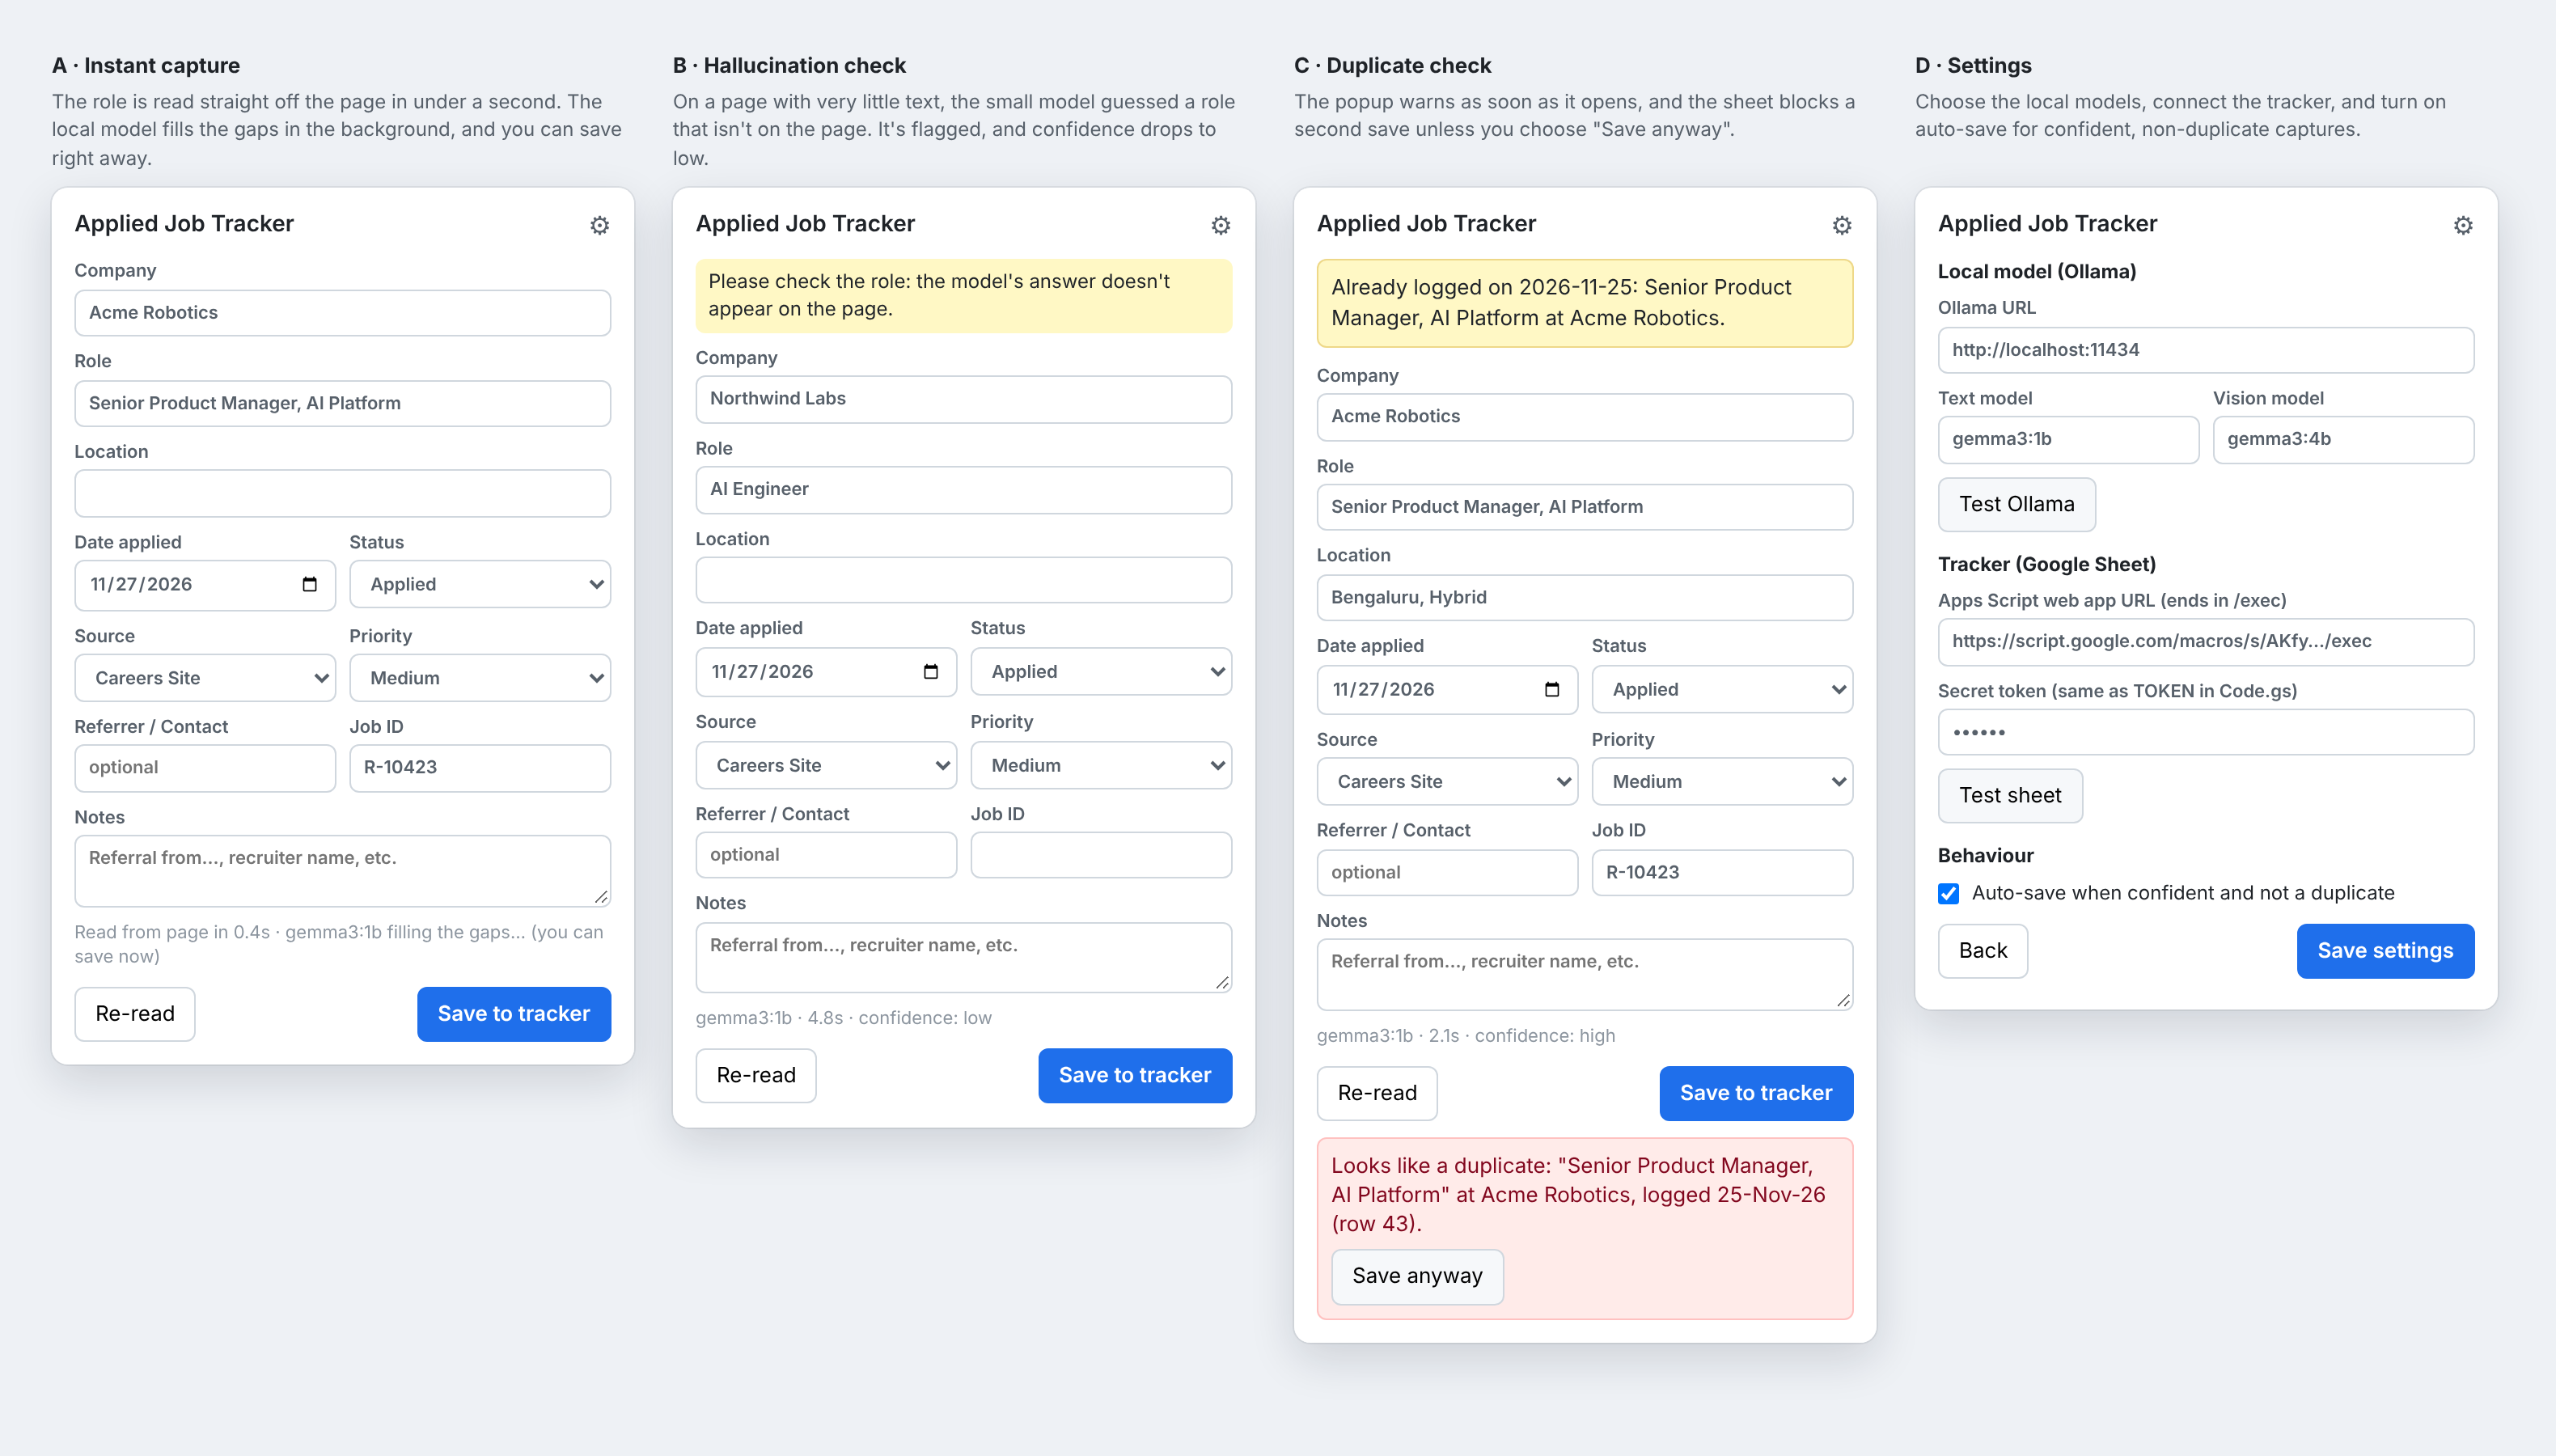 A · Instant capture
The role is read straight off the page in under a second. The
local model fills the gaps in the background, and you can save
right away.
Applied Job Tracker
Company
Acme Robotics
Role
Senior Product Manager, AI Platform
Location
Date applied
Status
11/27/2026
Applied
Source
Priority
Careers Site
Medium
Referrer / Contact
Job ID
optional
R-10423
Notes
Referral from..., recruiter name, etc.
Read from page in 0.4s · gemma3:1b filling the gaps... (you can
save now)
Re-read
Save to tracker
B · Hallucination check
On a page with very little text, the small model guessed a role
that isn't on the page. It's flagged, and confidence drops to
low.
Applied Job Tracker
Please check the role: the model's answer doesn't
appear on the page.
Company
Northwind Labs
Role
AI Engineer
Location
Date applied
Status
11/27/2026
Applied
Source
Priority
Careers Site
Medium
Referrer / Contact
Job ID
optional
Notes
Referral from..., recruiter name, etc.
gemma3:1b · 4.8s · confidence: low
Re-read
Save to tracker
C · Duplicate check
The popup warns as soon as it opens, and the sheet blocks a
second save unless you choose "Save anyway".
Applied Job Tracker
Already logged on 2026-11-25: Senior Product
Manager, AI Platform at Acme Robotics.
Company
Acme Robotics
Role
Senior Product Manager, AI Platform
Location
Bengaluru, Hybrid
Date applied
Status
11/27/2026
Applied
Source
Priority
Careers Site
Medium
Referrer / Contact
Job ID
optional
R-10423
Notes
Referral from..., recruiter name, etc.
gemma3:1b · 2.1s · confidence: high
Re-read
Save to tracker
Looks like a duplicate: "Senior Product Manager,
AI Platform" at Acme Robotics, logged 25-Nov-26
(row 43).
Save anyway
D · Settings
Choose the local models, connect the tracker, and turn on
auto-save for confident, non-duplicate captures.
Applied Job Tracker
Local model (Ollama)
Ollama URL
http://localhost:11434
Text model
Vision model
gemma3:1b
gemma3:4b
Test Ollama
Tracker (Google Sheet)
Apps Script web app URL (ends in /exec)
https://script.google.com/macros/s/AKfy.../exec
Secret token (same as TOKEN in Code.gs)
••••••
Test sheet
Behaviour
Auto-save when confident and not a duplicate
Back
Save settings